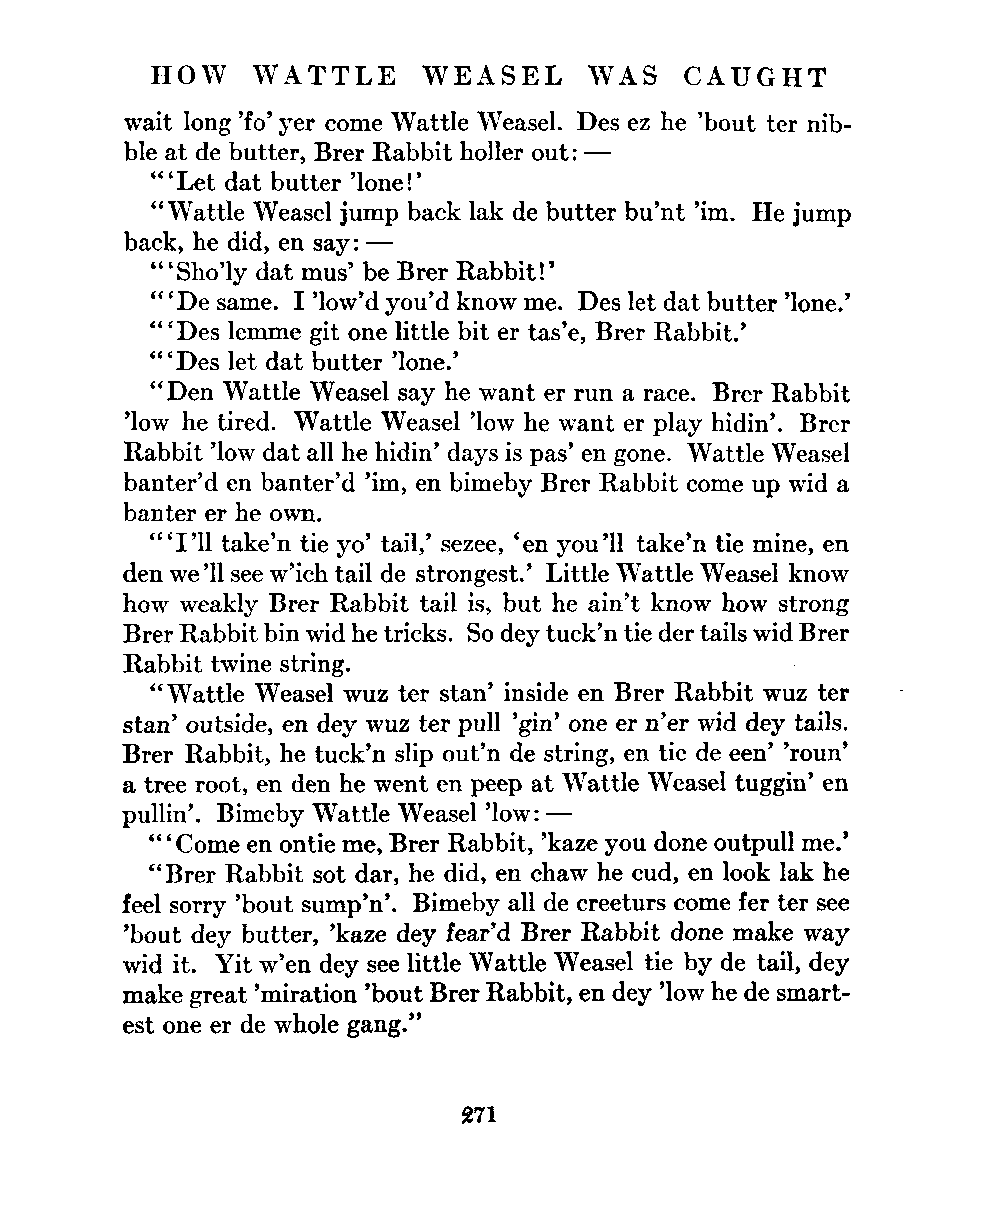 HOW WATTLE WEASEL WAS CAUGHT
wait long 'fo' yer come Wattle Weasel. Des ez he 'bout ter nib-
ble at de butter, Brer Rabbit holler out: —
"'Let dat butter 'lone!'
"Wattle Weasel jump back lak de butter bu'nt 'im. He jump
back, he did, en say: —
"'Sho'ly dat mus' be Brer Rabbit!'
"'De same. I 'low'd you'd know me. Des let dat butter 'lone.'
"'Des lemme git one little bit er tas'e, Brer Rabbit.'
"'Des let dat butter 'lone.'
"Den Wattle Weasel say he want er run a race. Brer Rabbit
'low he tired. Wattle Weasel 'low he want er play hidin'. Brer
Rabbit 'low dat all he hidin' days is pas' en gone. Wattle Weasel
banter'd en banter'd 'im, en bimeby Brer Rabbit come up wid a
banter er he own.
"'I'll take'n tie yo' tail,' sezee, 'en you'll take'n tie mine, en
den we'll see w'ich tail de strongest.' Little Wattle Weasel know
how weakly Brer Rabbit tail is, but he ain't know how strong
Brer Rabbit bin wid he tricks. So dey tuck'n tie der tails wid Brer
Rabbit twine string.
"Wattle Weasel wuz ter stan' inside en Brer Rabbit wuz ter
stan' outside, en dey wuz ter pull 'gin' one er n'er wid dey tails.
Brer Rabbit, he tuck'n slip out'n de string, en tie de een' 'roun'
a tree root, en den he went en peep at Wattle Weasel tuggin' en
pullin'. Bimeby Wattle Weasel 'low: —
"'Come en ontie me, Brer Rabbit, 'kaze you done outpull me.'
"Brer Rabbit sot dar, he did, en chaw he cud, en look lak he
feel sorry 'bout sump'n'. Bimeby all de creeturs come fer ter see
'bout dey butter, 'kaze dey fear'd Brer Rabbit done make way
wid it. Yit w'en dey see little Wattle Weasel tie by de tail, dey
make great 'miration 'bout Brer Rabbit, en dey 'low he de smart-
est one er de whole gang."
271